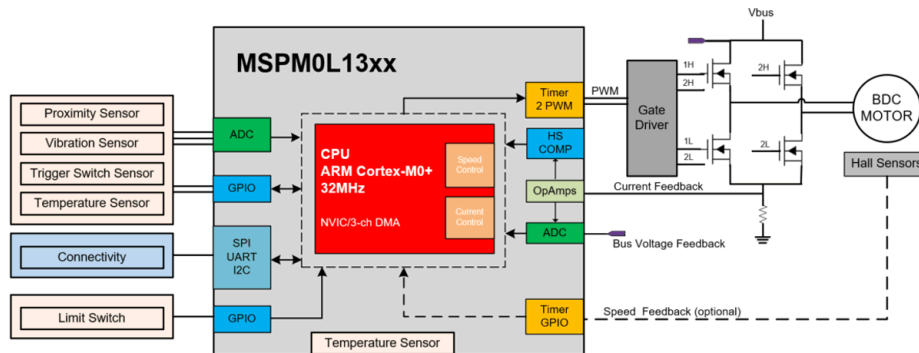 MSPM0L13xx
Proximity Sensor
Vibration Sensor
Trigger Switch Sensor
Temperature Sensor
Connectivity
Limit Switch
ADC
GPIO
SPI
UART
I2C
GPIO
CPU
ARM Cortex-M0+
32MHz
NVIC/3-ch DMA
Speed
Control
Current
Control
Temperature Sensor
Timer
2 PWM
HS
COMP
OpAmps
ADC
Timer
GPIO
PWM
Gate
Driver
1H
2H
1L
2L
Vbus
2H
2L
BDC
MOTOR
Hall Sensors
Current Feedback
Bus Voltage Feedback
Speed Feedback (optional)